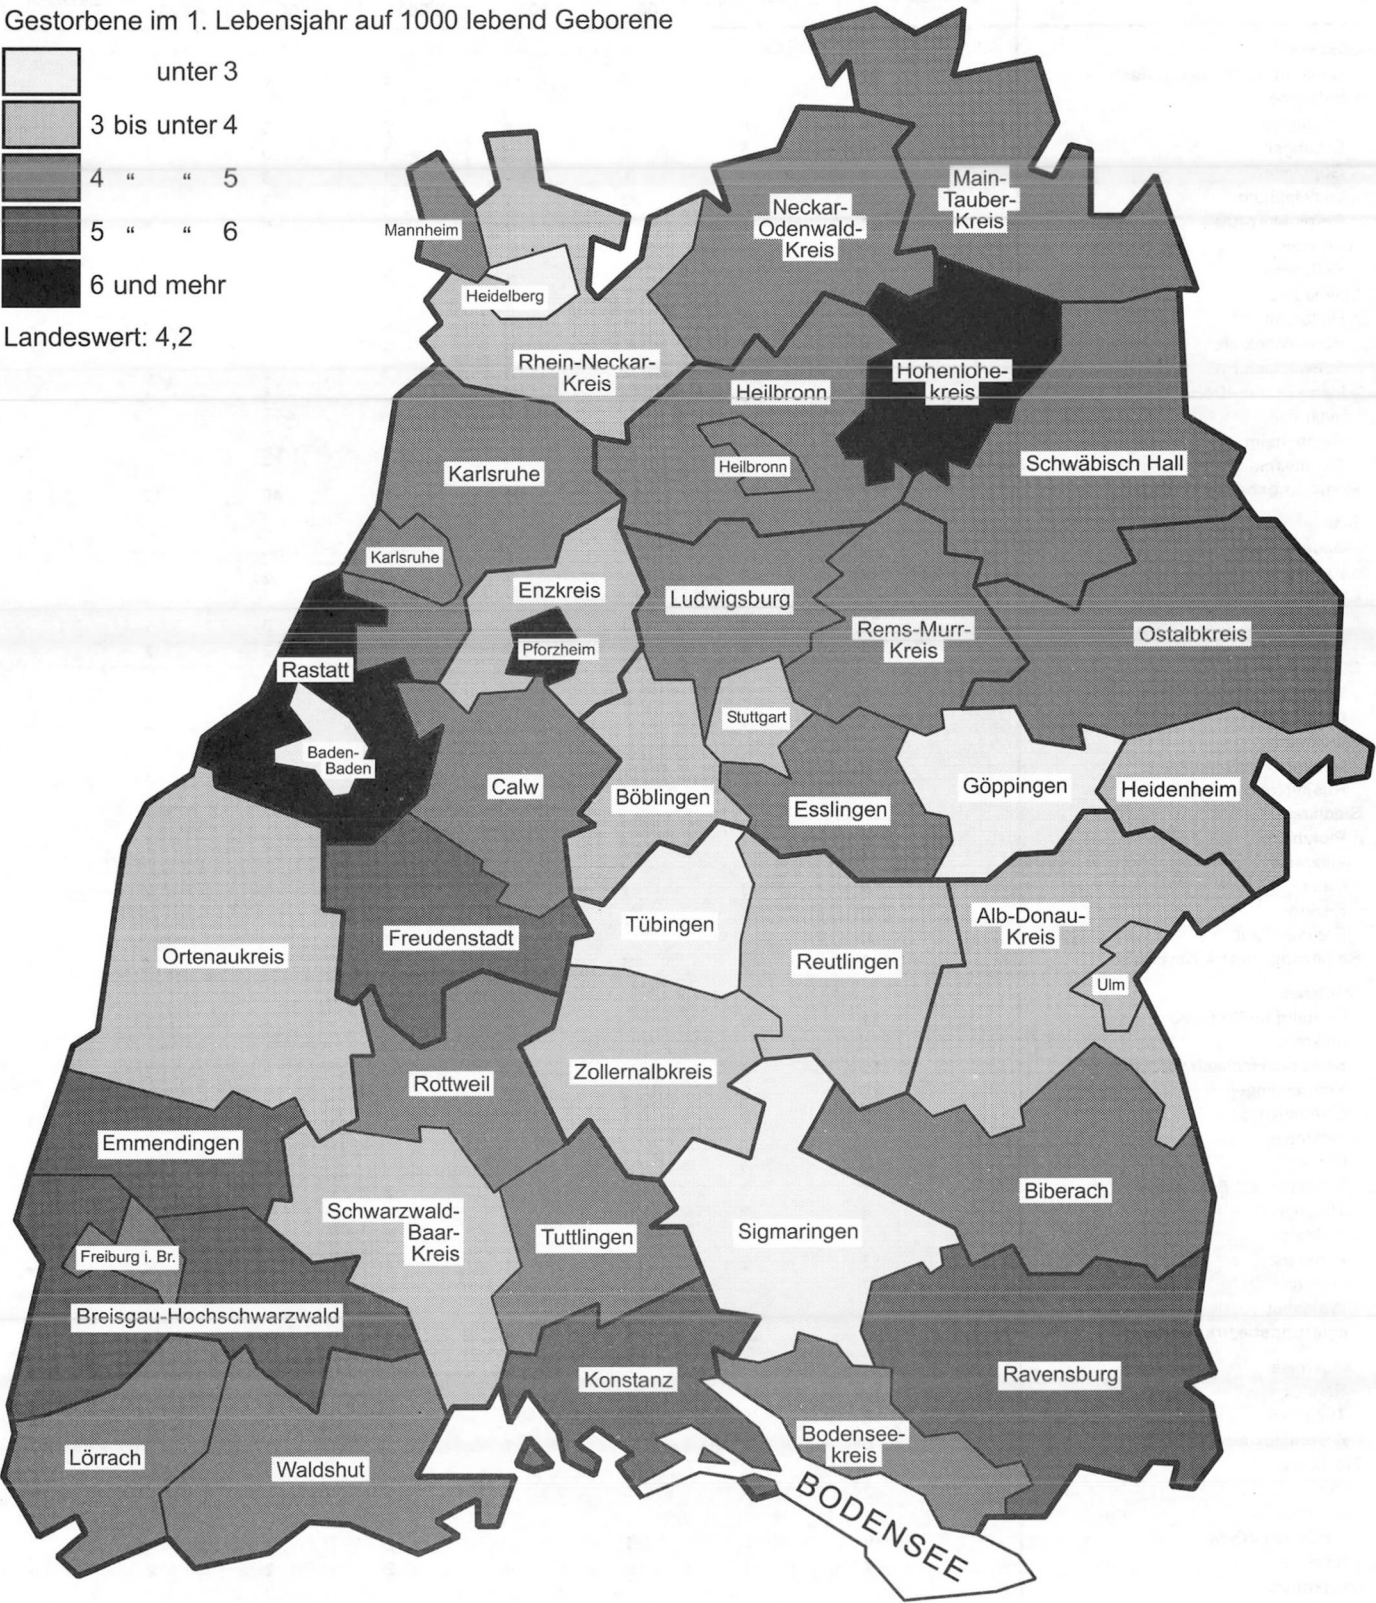 Gestorbene im 1. Lebensjahr auf 1000 lebend Geborene
unter 3
3 bis unter 4
4 “ “ 5
5 “ “ 6
6 und mehr
Landeswert: 4,2
Main-
Tauber-
Kreis
Neckar-
Odenwald-
Kreis
Mannheim
Heidelberg
Rhein-Neckar-
Kreis
Hohenlohe-
kreis
Heilbronn
Heilbronn
Schwäbisch Hall
Karlsruhe
Karlsruhe
Enzkreis
Ludwigsburg
Rems-Murr-
Kreis
Ostalbkreis
Pforzheim
Rastatt
Stuttgart
Baden-
Baden
Calw
Böblingen
Esslingen
Göppingen
Heidenheim
Tübingen
Alb-Donau-
Kreis
Freudenstadt
Ortenaukreis
Reutlingen
Ulm
Zollernalbkreis
Rottweil
Emmendingen
Biberach
Schwarzwald-
Baar-
Kreis
Tuttlingen
Sigmaringen
Freiburg i. Br.
Breisgau-Hochschwarzwald
Konstanz
Ravensburg
Bodensee-
kreis
Lörrach
Waldshut
BODENSEE